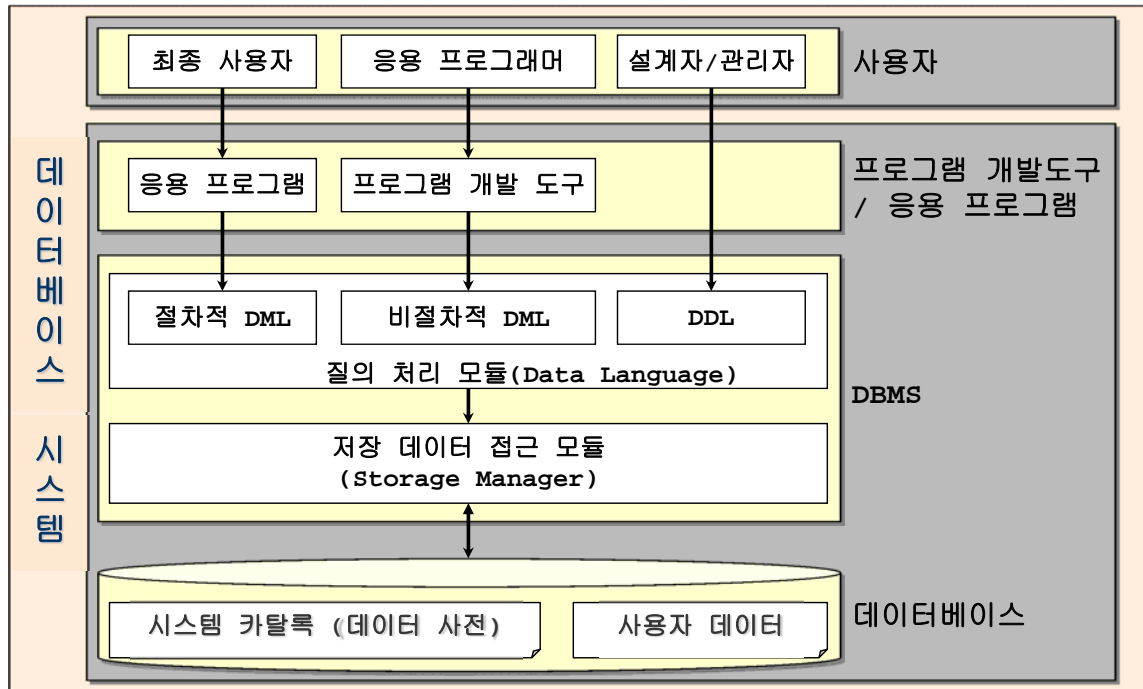 최종 사용자
응용 프로그래머
설계자/관리자
사용자
데이터베이스
시스템
응용 프로그램
프로그램 개발 도구
프로그램 개발도구
/ 응용 프로그램
절차적 DML
비절차적 DML
DDL
질의 처리 모듈(Data Language)
DBMS
저장 데이터 접근 모듈
(Storage Manager)
시스템 카탈록 (데이터 사전)
사용자 데이터
데이터베이스